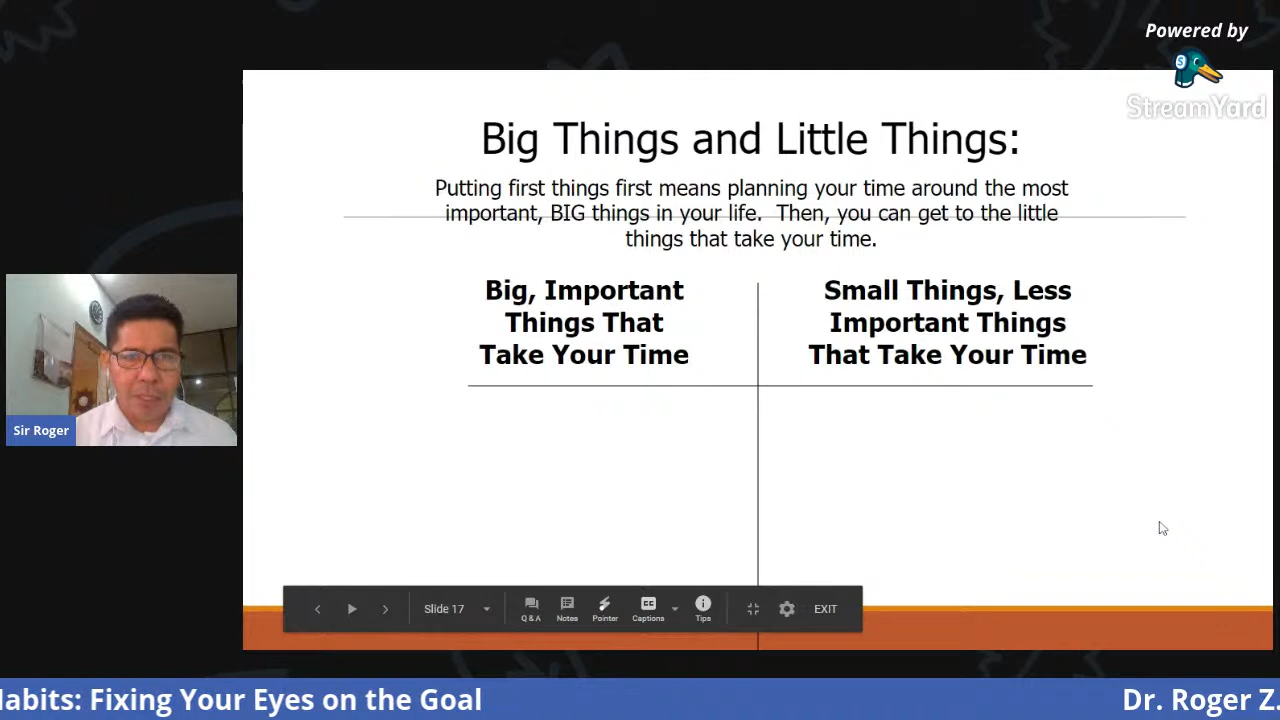 Powered by
StreamYard
Big Things and Little Things:
Putting first things first means planning your time around the most
important, BIG things in your life.  Then, you can get to the little
things that take your time.
Big, Important
Things That
Take Your Time
Small Things, Less
Important Things
That Take Your Time
Sir Roger
Slide 17
Q & A
Notes
Pointer
CC
Captions
Tips
EXIT
Habits: Fixing Your Eyes on the Goal
Dr. Roger Z.